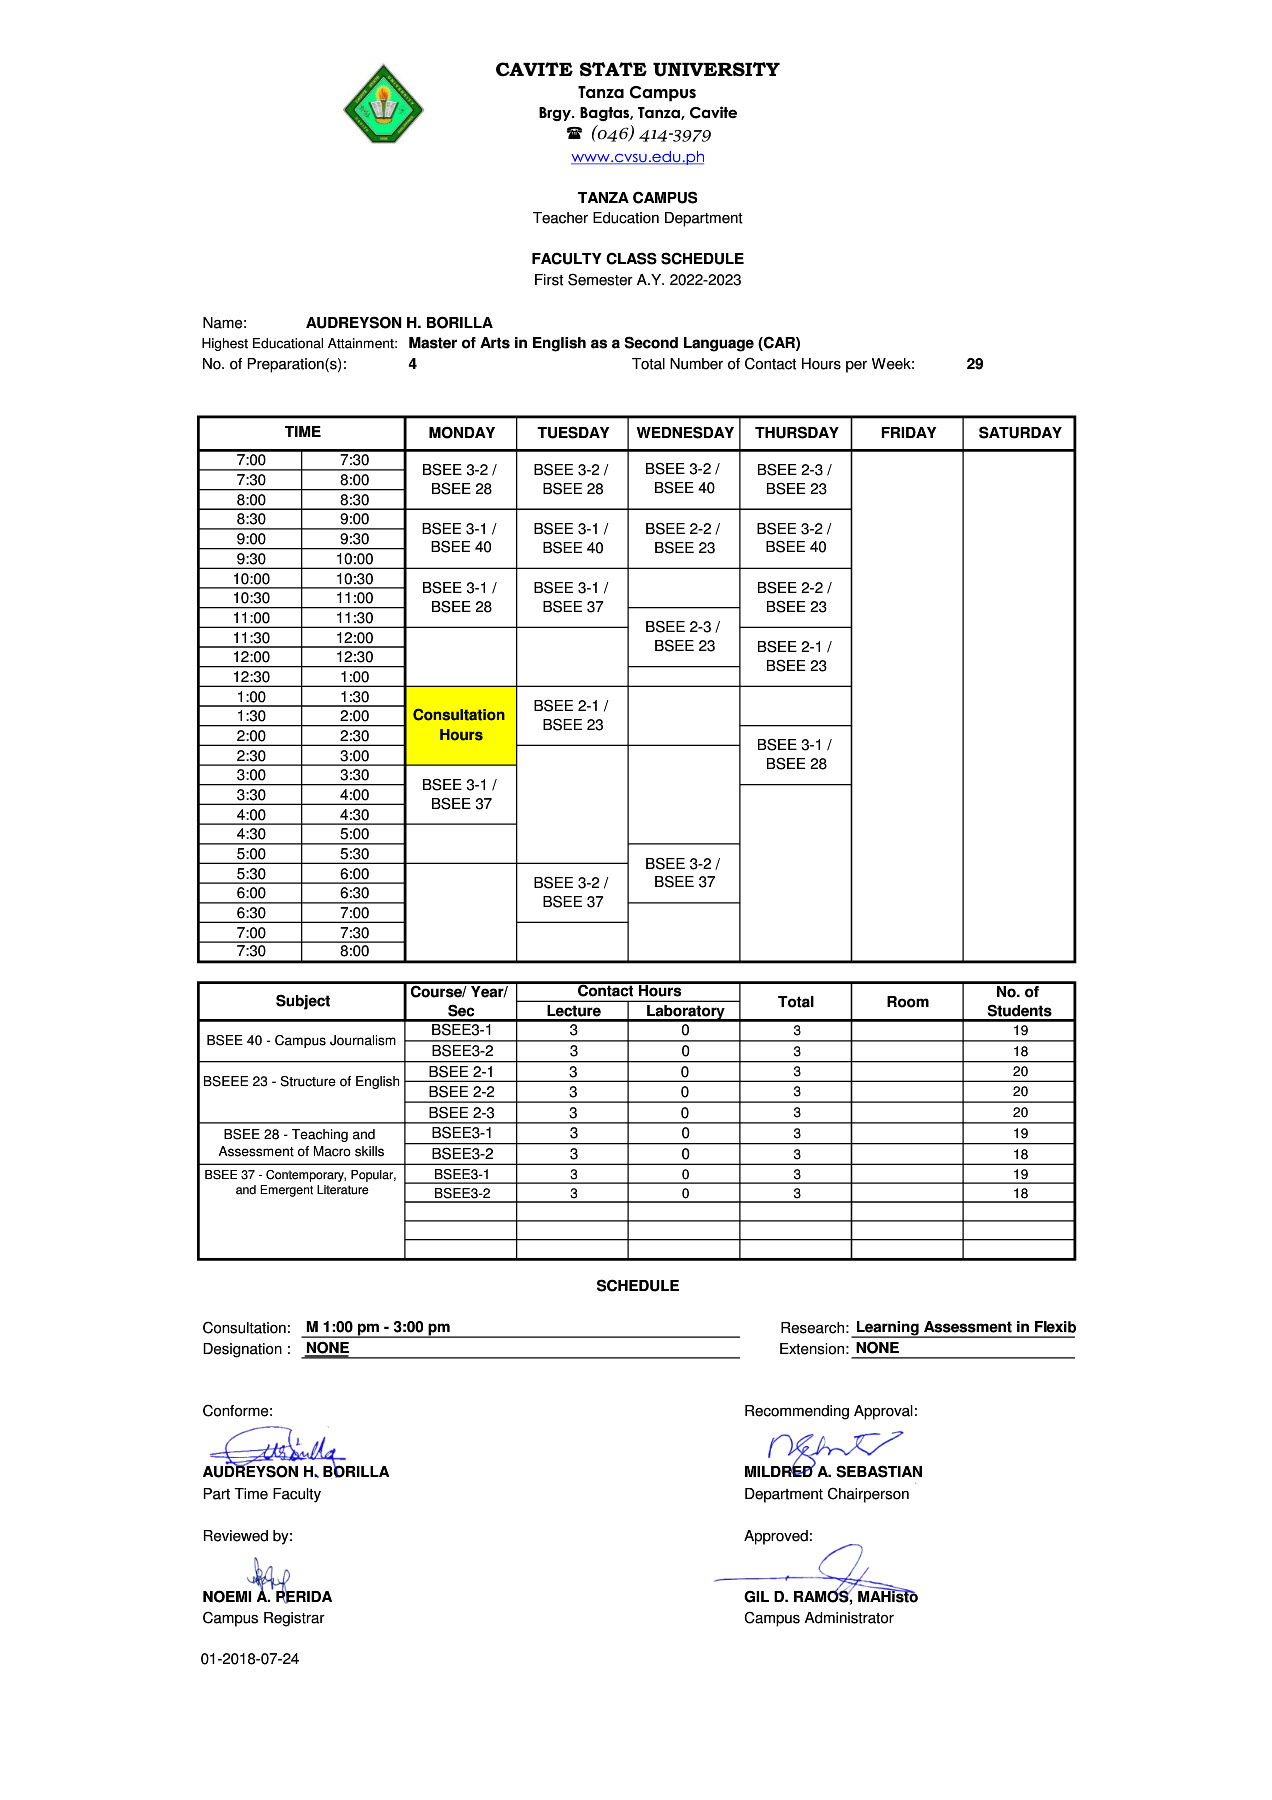 CAVITE STATE UNIVERSITY
Tanza Campus
Brgy. Bagtas, Tanza, Cavite
☎ (046) 414-3979
www.cvsu.edu.ph
TANZA CAMPUS
Teacher Education Department
FACULTY CLASS SCHEDULE
First Semester A.Y. 2022-2023
Name: AUDREYSON H. BORILLA
Highest Educational Attainment: Master of Arts in English as a Second Language (CAR)
No. of Preparation(s): 4 Total Number of Contact Hours per Week: 29
TIME MONDAY TUESDAY WEDNESDAY THURSDAY FRIDAY SATURDAY
7:00 7:30
7:30 8:00
8:00 8:30
BSEE 3-2 / BSEE 3-2 / BSEE 3-2 / BSEE 2-3 /
BSEE 28 BSEE 28 BSEE 40 BSEE 23
8:30 9:00
9:00 9:30
9:30 10:00
BSEE 3-1 / BSEE 3-1 / BSEE 2-2 / BSEE 3-2 /
BSEE 40 BSEE 40 BSEE 23 BSEE 40
10:00 10:30
10:30 11:00
11:00 11:30
BSEE 3-1 / BSEE 3-1 / BSEE 2-2 /
BSEE 28 BSEE 37 BSEE 23
11:30 12:00
12:00 12:30
12:30 1:00
BSEE 2-3 / BSEE 2-1 /
BSEE 23 BSEE 23
1:00 1:30
1:30 2:00
2:00 2:30
2:30 3:00
Consultation BSEE 2-1 / BSEE 3-1 /
Hours BSEE 23 BSEE 28
3:00 3:30
3:30 4:00
4:00 4:30
BSEE 3-1 /
BSEE 37
4:30 5:00
5:00 5:30
5:30 6:00
6:00 6:30
6:30 7:00
BSEE 3-2 / BSEE 3-2 /
BSEE 37 BSEE 37
7:00 7:30
7:30 8:00
Subject Course/ Year/ Contact Hours Total Room No. of
Sec Lecture Laboratory Students
BSEE 40 - Campus Journalism
BSEE3-1 3 0 3 19
BSEE3-2 3 0 3 18
BSEEE 23 - Structure of English
BSEE 2-1 3 0 3 20
BSEE 2-2 3 0 3 20
BSEE 2-3 3 0 3 20
BSEE 28 - Teaching and
Assessment of Macro skills
BSEE3-1 3 0 3 19
BSEE3-2 3 0 3 18
BSEE 37 - Contemporary, Popular,
and Emergent Literature
BSEE3-1 3 0 3 19
BSEE3-2 3 0 3 18
SCHEDULE
Consultation: M 1:00 pm - 3:00 pm Research: Learning Assessment in Flexib
Designation : NONE Extension: NONE
Conforme: Recommending Approval:
AUDREYSON H. BORILLA MILDRED A. SEBASTIAN
Part Time Faculty Department Chairperson
Reviewed by: Approved:
NOEMI A. PERIDA GIL D. RAMOS, MAHisto
Campus Registrar Campus Administrator
01-2018-07-24